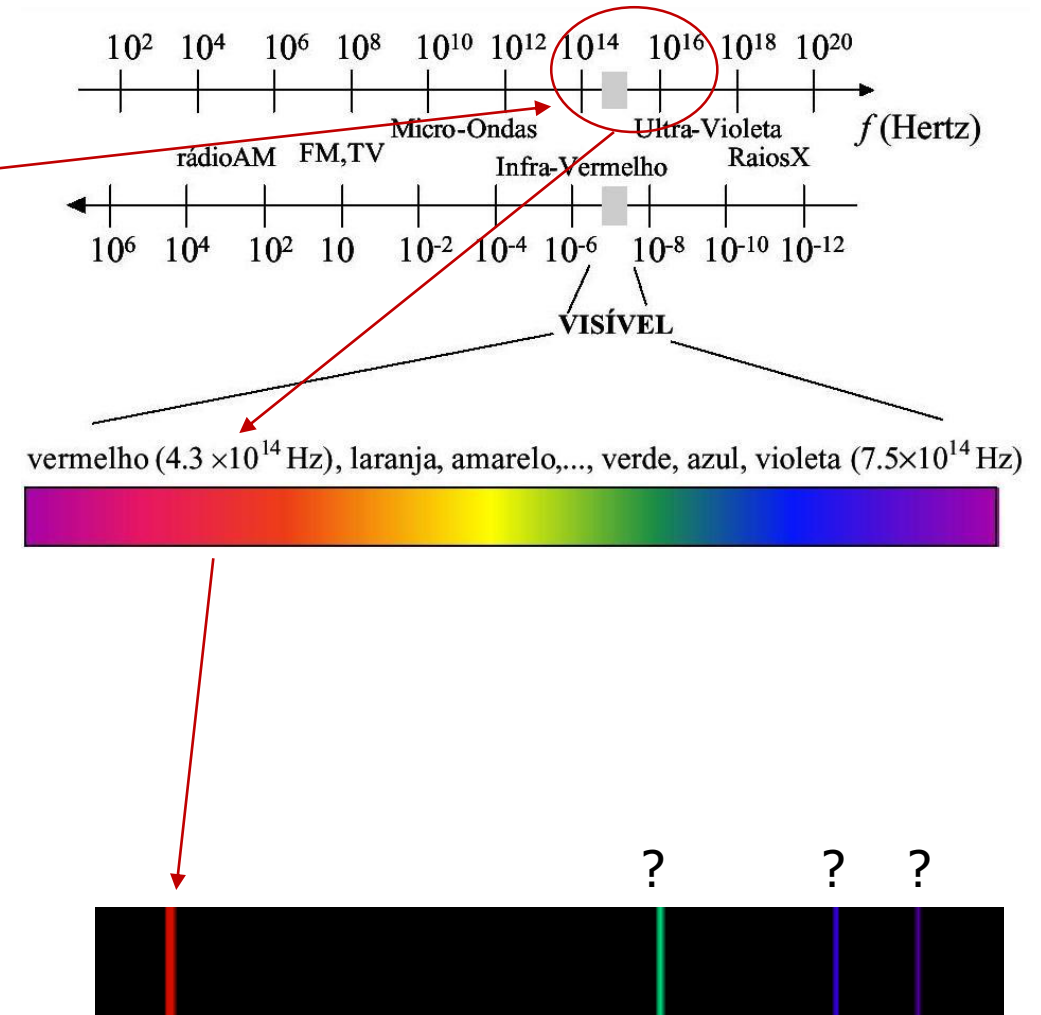 10² 10⁴ 10⁶ 10⁸ 10¹⁰ 10¹² 10¹⁴ 10¹⁶ 10¹⁸ 10²⁰
f (Hertz)
Micro-Ondas Ultra-Violeta
rádioAM FM,TV Infra-Vermelho RaiosX
10⁶ 10⁴ 10² 10 10⁻² 10⁻⁴ 10⁻⁶ 10⁻⁸ 10⁻¹⁰ 10⁻¹²
VISÍVEL
vermelho (4.3 ×10¹⁴ Hz), laranja, amarelo,..., verde, azul, violeta (7.5×10¹⁴ Hz)
? ? ?